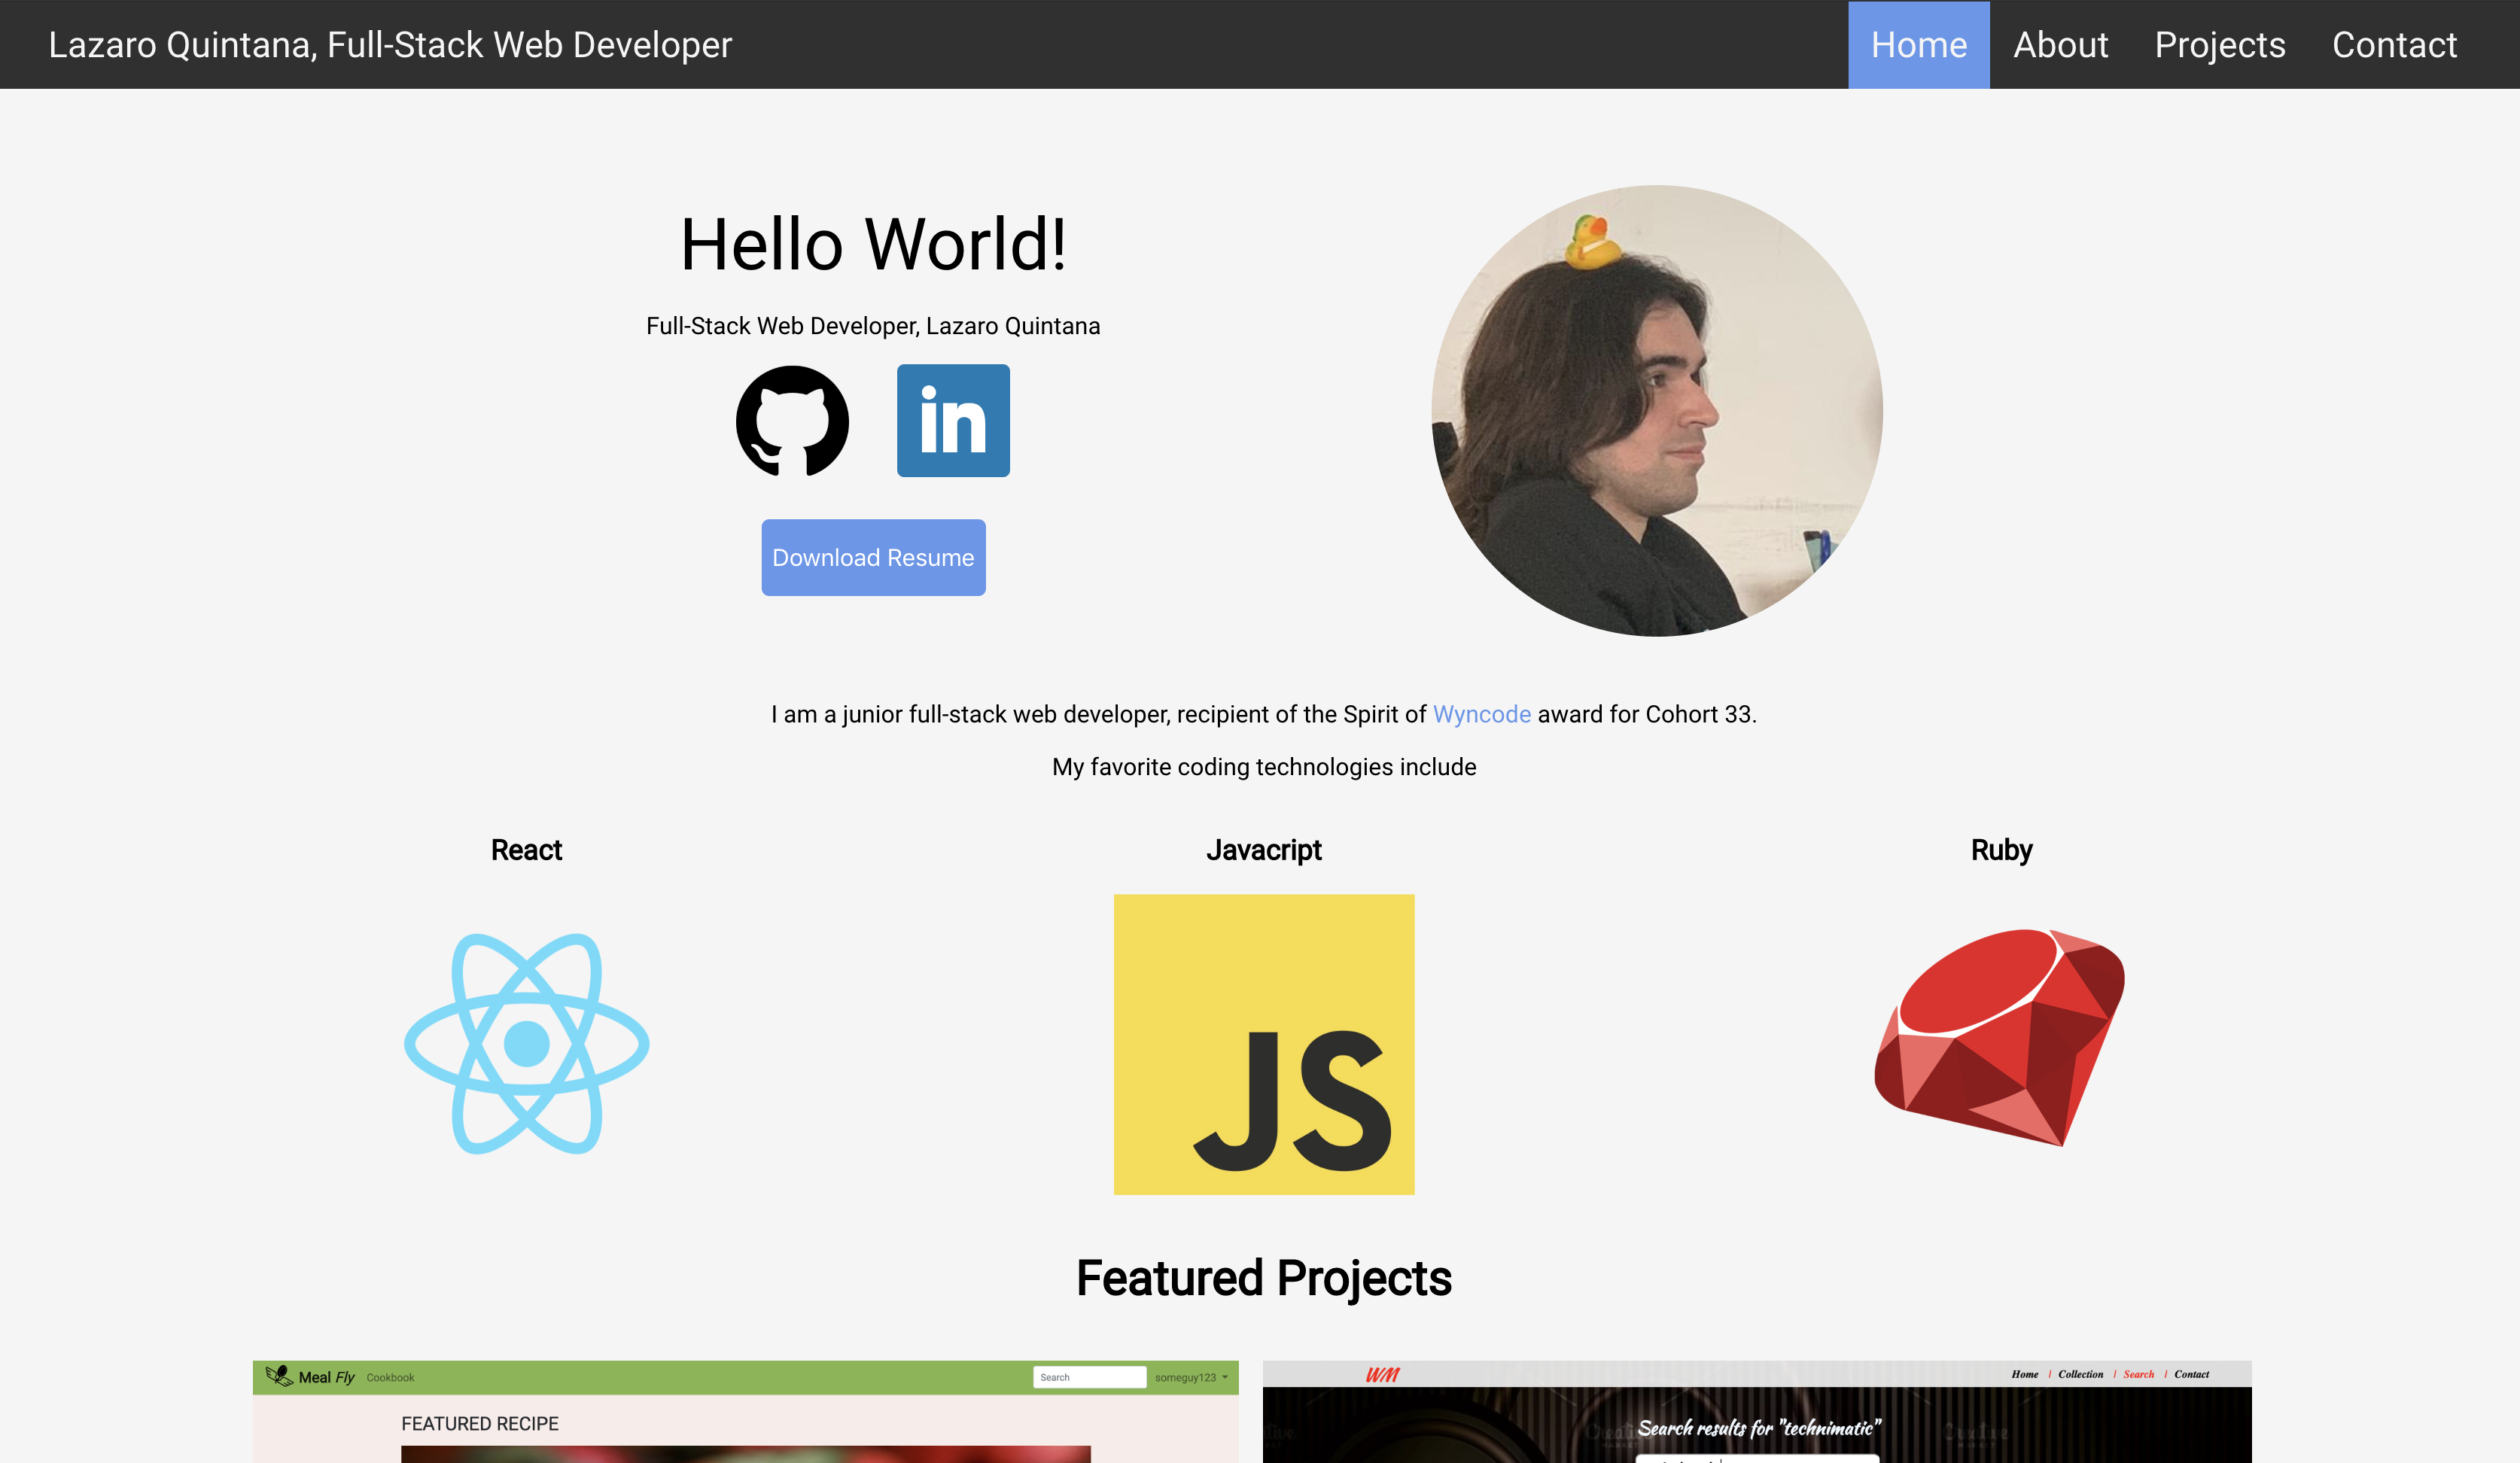 Lazaro Quintana, Full-Stack Web Developer
Home About Projects Contact
Hello World!
Full-Stack Web Developer, Lazaro Quintana
in
Download Resume
I am a junior full-stack web developer, recipient of the Spirit of Wyncode award for Cohort 33.
My favorite coding technologies include
React
Javacript
Ruby
JS
Featured Projects
Meal Fly Cookbook Search someguy123
FEATURED RECIPE
WM Home / Collection / Search / Contact
Search results for "technimatic"